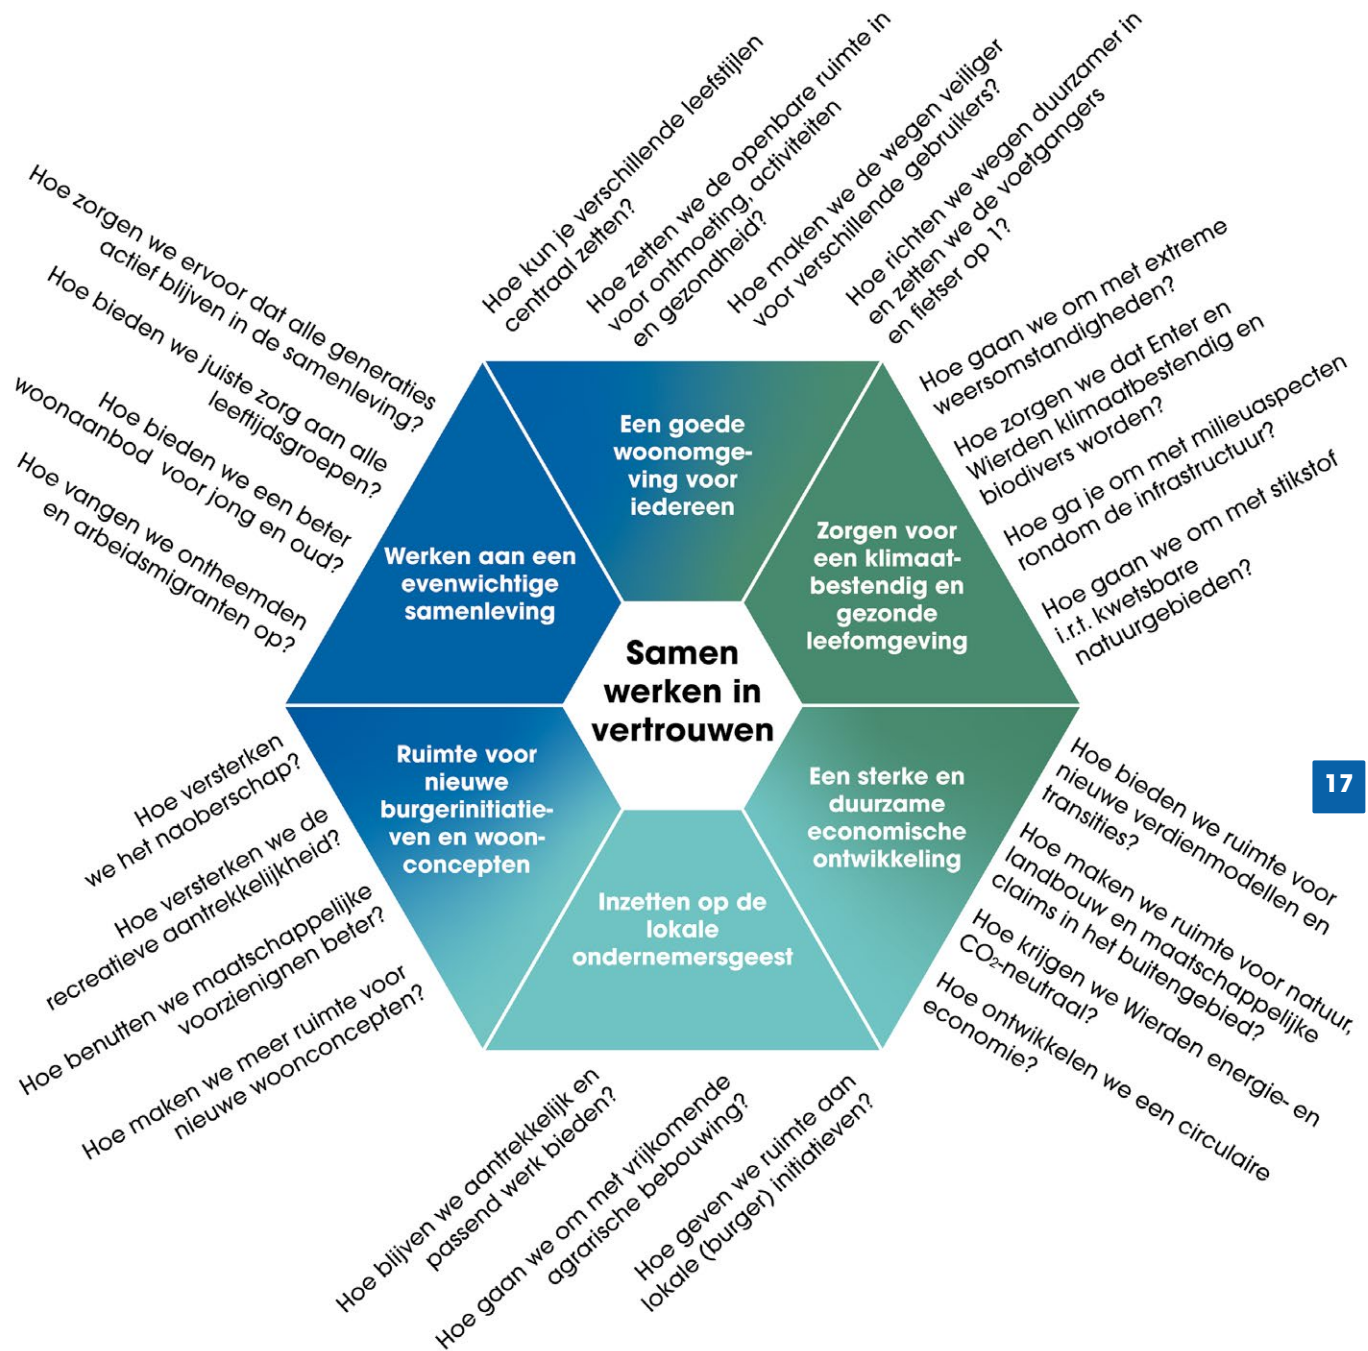 Hoe kun je verschillende leefstijlen
centraal zetten?
Hoe zetten we de openbare ruimte in
voor ontmoeting, activiteiten
en gezondheid?
Hoe maken we de wegen veiliger
voor verschillende gebruikers?
Hoe richten we wegen duurzamer in
en zetten we de voetgangers
en fietser op 1?
Hoe gaan we om met extreme
weersomstandigheden?
Hoe zorgen we dat Enter en
Wierden klimaatbestendig en
biodivers worden?
Hoe ga je om met milieuaspecten
rondom de infrastructuur?
Hoe gaan we om met stikstof
i.r.t. kwetsbare
natuurgebieden?
Hoe zorgen we ervoor dat alle generaties
actief blijven in de samenleving?
Hoe bieden we juiste zorg aan alle
leeftijdsgroepen?
Hoe bieden we een beter
woonaanbod voor jong en oud?
Hoe vangen we ontheemden
en arbeidsmigranten op?
Een goede
woonomge-
ving voor
iedereen
Werken aan een
evenwichtige
samenleving
Zorgen voor
een klimaat-
bestendig en
gezonde
leefomgeving
Samen
werken in
vertrouwen
Ruimte voor
nieuwe
burgerinitiatie-
ven en woon-
concepten
Een sterke en
duurzame
economische
ontwikkeling
Inzetten op de
lokale
ondernemersgeest
17
Hoe versterken
we het naoberschap?
Hoe versterken we de
recreatieve aantrekkelijkheid?
Hoe benutten we maatschappelijke
voorzienignen beter?
Hoe maken we meer ruimte voor
nieuwe woonconcepten?
Hoe bieden we ruimte voor
nieuwe verdienmodellen en
transities?
Hoe maken we ruimte voor natuur,
landbouw en maatschappelijke
claims in het buitengebied?
Hoe krijgen we Wierden energie- en
CO₂-neutraal?
Hoe ontwikkelen we een circulaire
economie?
Hoe blijven we aantrekkelijk en
passend werk bieden?
Hoe gaan we om met vrijkomende
agrarische bebouwing?
Hoe geven we ruimte aan
lokale (burger) initiatieven?